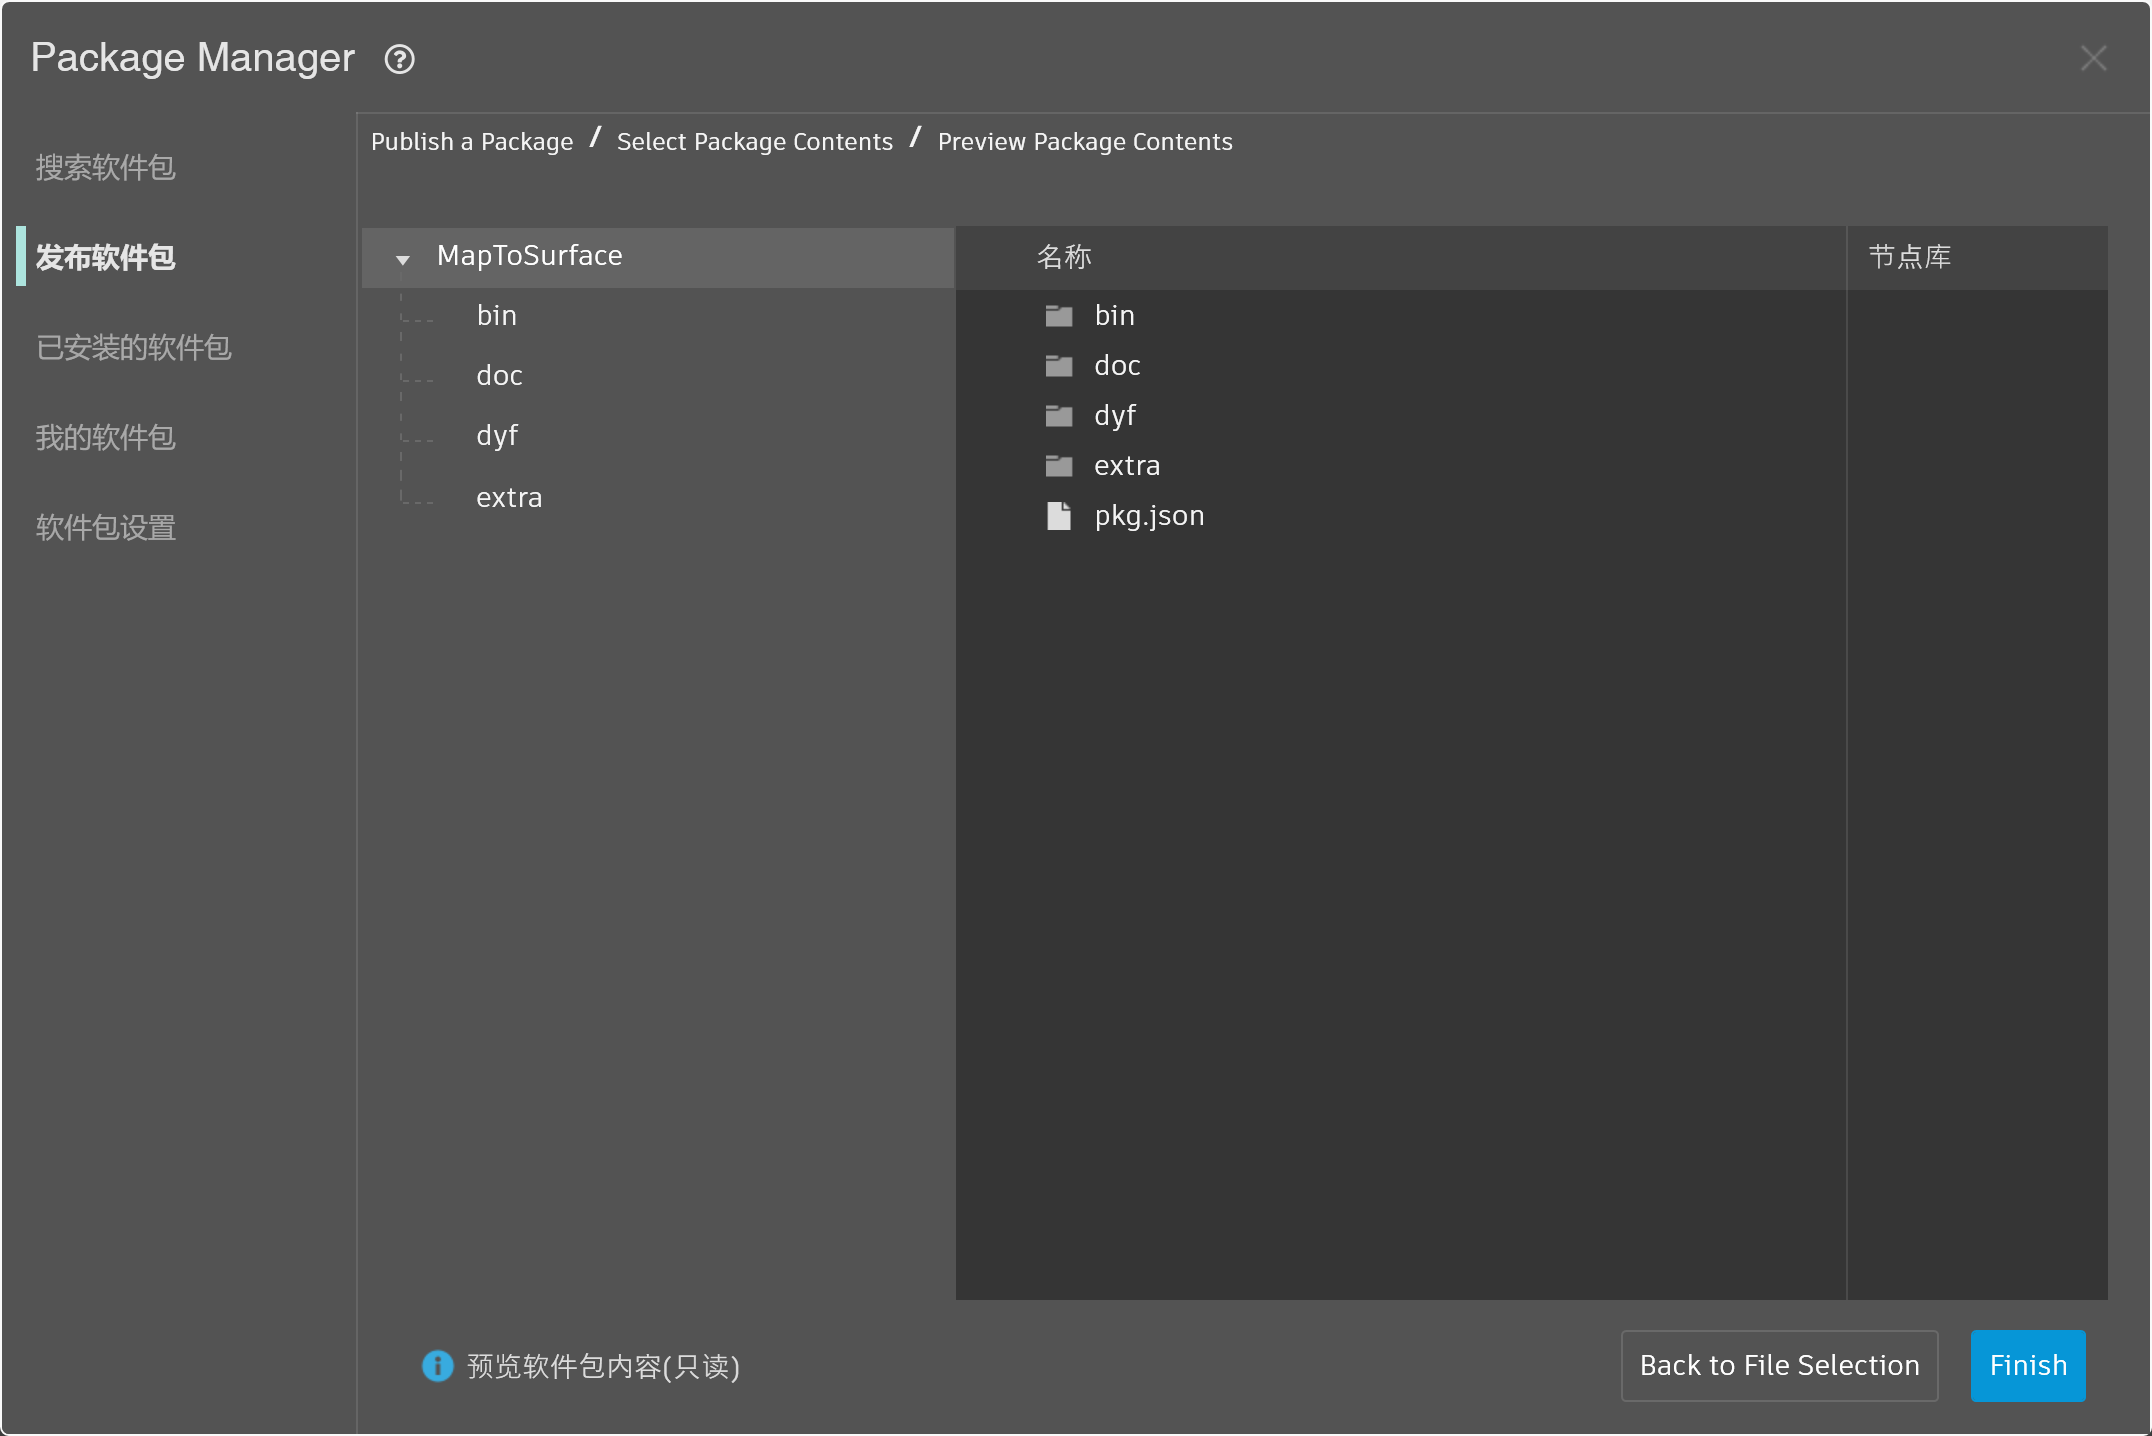 Package Manager
搜索软件包
发布软件包
已安装的软件包
我的软件包
软件包设置
Publish a Package / Select Package Contents / Preview Package Contents
MapToSurface
bin
doc
dyf
extra
名称 节点库
bin
doc
dyf
extra
pkg.json
预览软件包内容(只读)
Back to File Selection
Finish